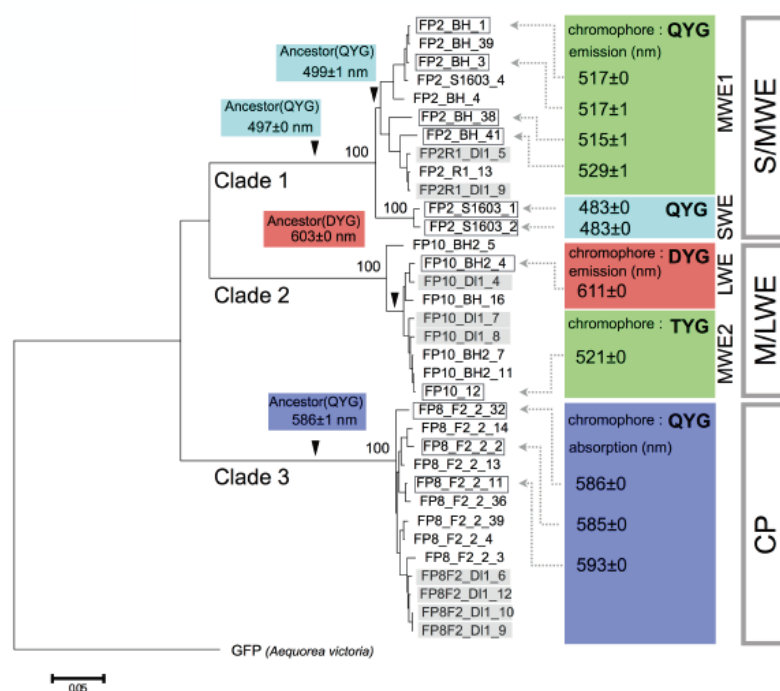 Ancestor(QYG)
499±1 nm
Ancestor(QYG)
497±0 nm
100
Clade 1
FP2_BH_1
FP2_BH_39
FP2_BH_3
FP2_S1603_4
FP2_BH_4
FP2_BH_38
FP2_BH_41
FP2R1_DI1_5
FP2_R1_13
FP2R1_DI1_9
100
FP2_S1603_1
FP2_S1603_2
chromophore : QYG
emission (nm)
517±0
517±1
515±1
529±1
MWE1
483±0 QYG
483±0
SWE
S/MWE
Ancestor(DYG)
603±0 nm
100
Clade 2
FP10_BH2_5
FP10_BH2_4
FP10_DI1_4
FP10_BH_16
FP10_DI1_7
FP10_DI1_8
FP10_BH2_7
FP10_BH2_11
FP10_12
chromophore : DYG
emission (nm)
611±0
LWE
chromophore : TYG
521±0
MWE2
M/LWE
Ancestor(QYG)
586±1 nm
100
Clade 3
FP8_F2_2_32
FP8_F2_2_14
FP8_F2_2_2
FP8_F2_2_13
FP8_F2_2_11
FP8_F2_2_36
FP8_F2_2_39
FP8_F2_2_4
FP8_F2_2_3
FP8F2_DI1_6
FP8F2_DI1_12
FP8F2_DI1_10
FP8F2_DI1_9
chromophore : QYG
absorption (nm)
586±0
585±0
593±0
CP
GFP (Aequorea victoria)
0.05